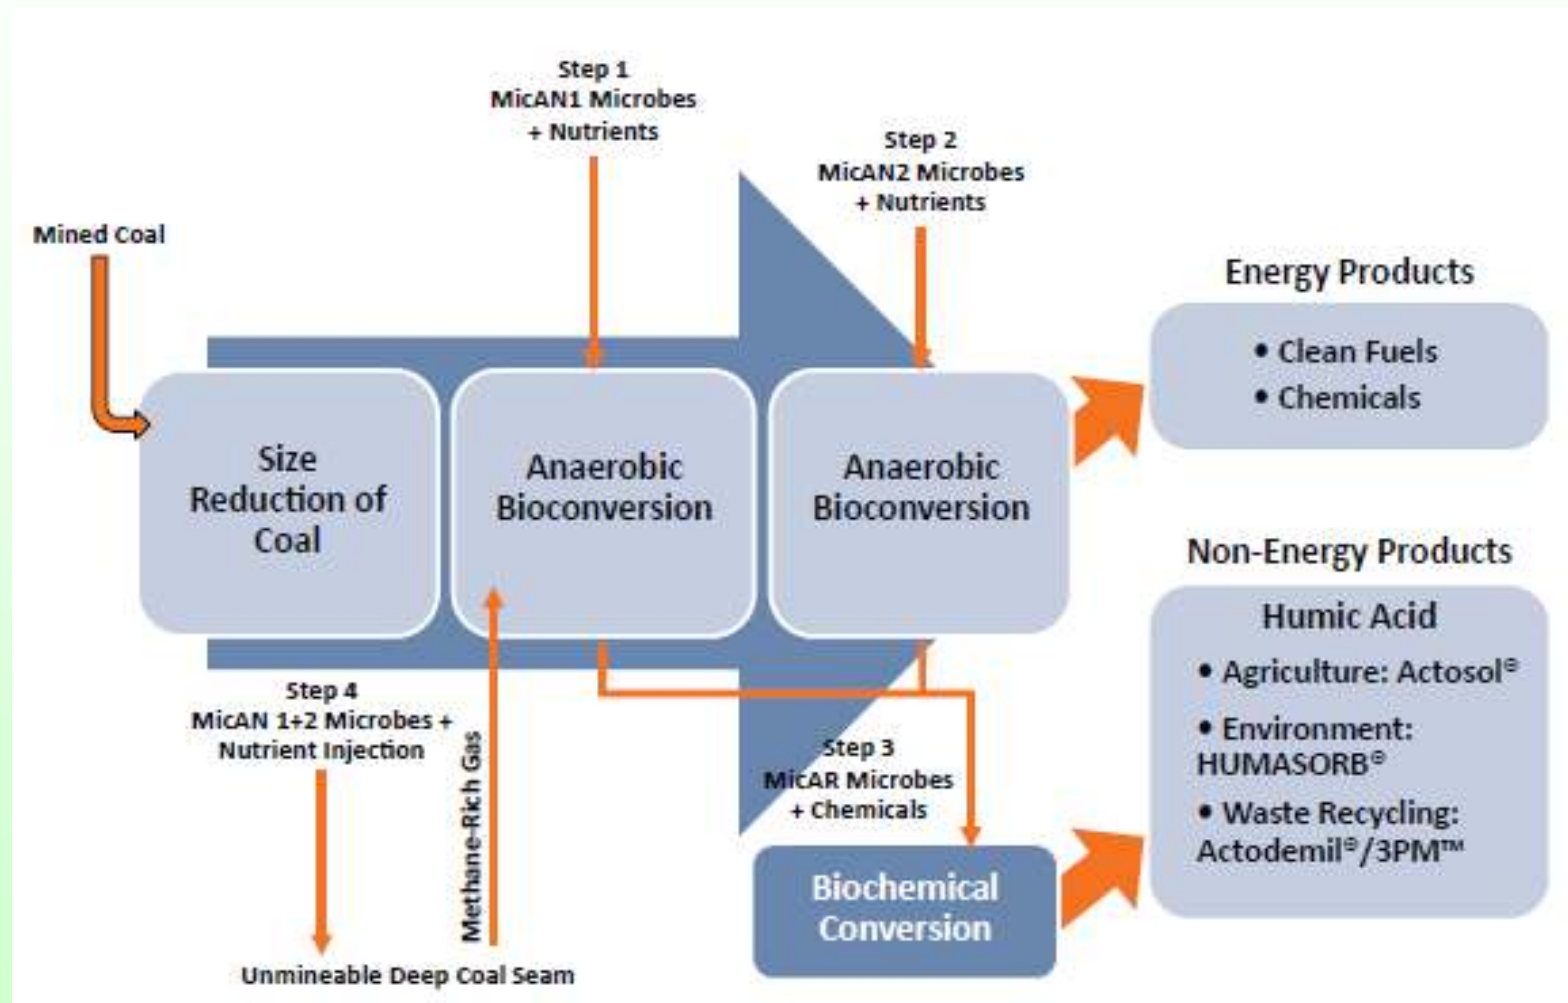 Step 1
MicAN1 Microbes
+ Nutrients
Step 2
MicAN2 Microbes
+ Nutrients
Mined Coal
Size
Reduction of
Coal
Anaerobic
Bioconversion
Anaerobic
Bioconversion
Energy Products
• Clean Fuels
• Chemicals
Non-Energy Products
Humic Acid
• Agriculture: Actosol®
• Environment:
HUMASORB®
• Waste Recycling:
Actodemil®/3PM™
Step 4
MicAN 1+2 Microbes +
Nutrient Injection
Methane-Rich Gas
Unmineable Deep Coal Seam
Step 3
MicAR Microbes
+ Chemicals
Biochemical
Conversion